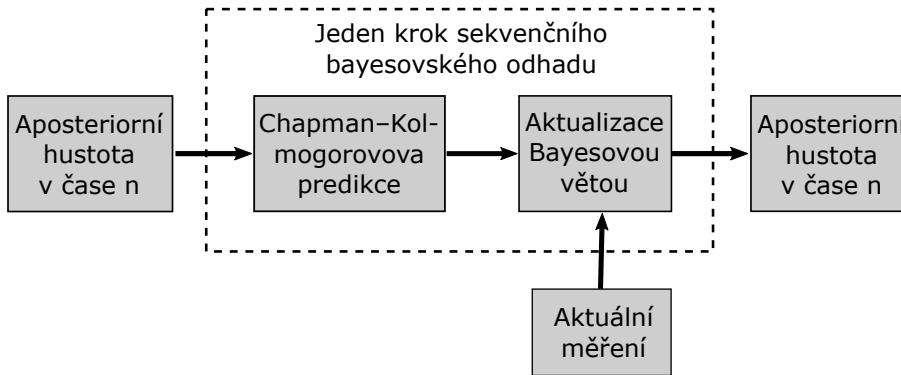 Jeden krok sekvenčního
bayesovského odhadu
Aposteriorní
hustota
v čase n
Chapman–Kol-
mogorovova
predikce
Aktualizace
Bayesovou
větou
Aposteriorní
hustota
v čase n
Aktuální
měření